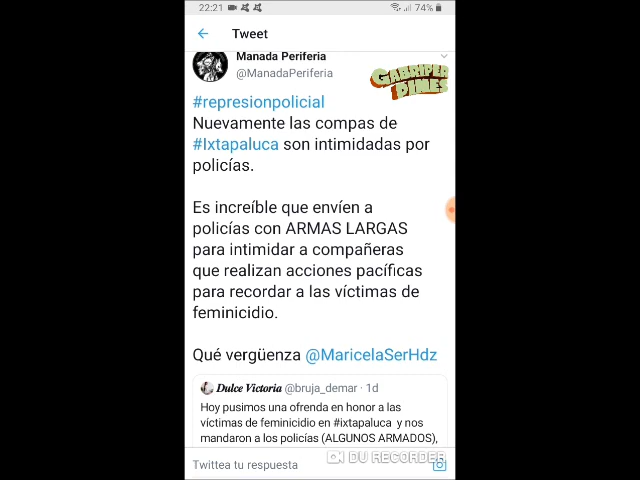 22:21
74%
Tweet
Manada Periferia
@ManadaPeriferia
GABRIPER
DIMES
#represionpolicial
Nuevamente las compas de
#Ixtapaluca son intimidadas por
policías.
Es increíble que envíen a
policías con ARMAS LARGAS
para intimidar a compañeras
que realizan acciones pacíficas
para recordar a las víctimas de
feminicidio.
Qué vergüenza @MaricelaSerHdz
Dulce Victoria @bruja_demar · 1d
Hoy pusimos una ofrenda en honor a las
víctimas de feminicidio en #ixtapaluca y nos
mandaron a los policías (ALGUNOS ARMADOS),
Twittea tu respuesta
DU RECORDER